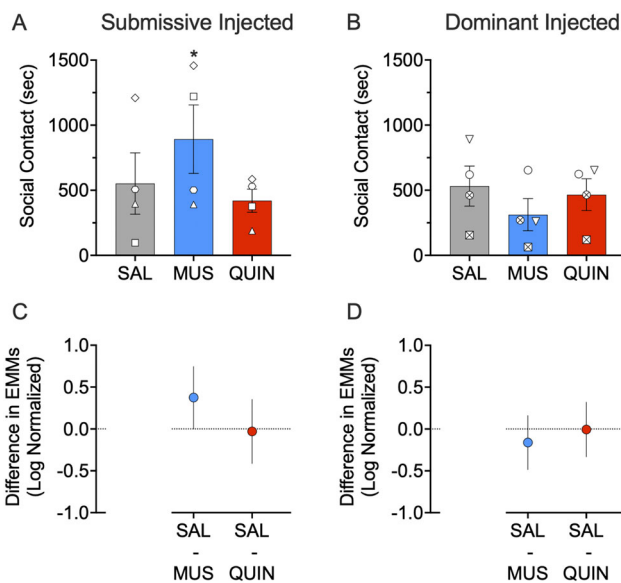 A Submissive Injected
B Dominant Injected
Social Contact (sec)
1500
1000
500
0
*
SAL MUS QUIN
Social Contact (sec)
1500
1000
500
0
SAL MUS QUIN
C
Difference in EMMs
(Log Normalized)
1.0
0.5
0.0
-0.5
-1.0
SAL SAL
- -
MUS QUIN
D
Difference in EMMs
(Log Normalized)
1.0
0.5
0.0
-0.5
-1.0
SAL SAL
- -
MUS QUIN